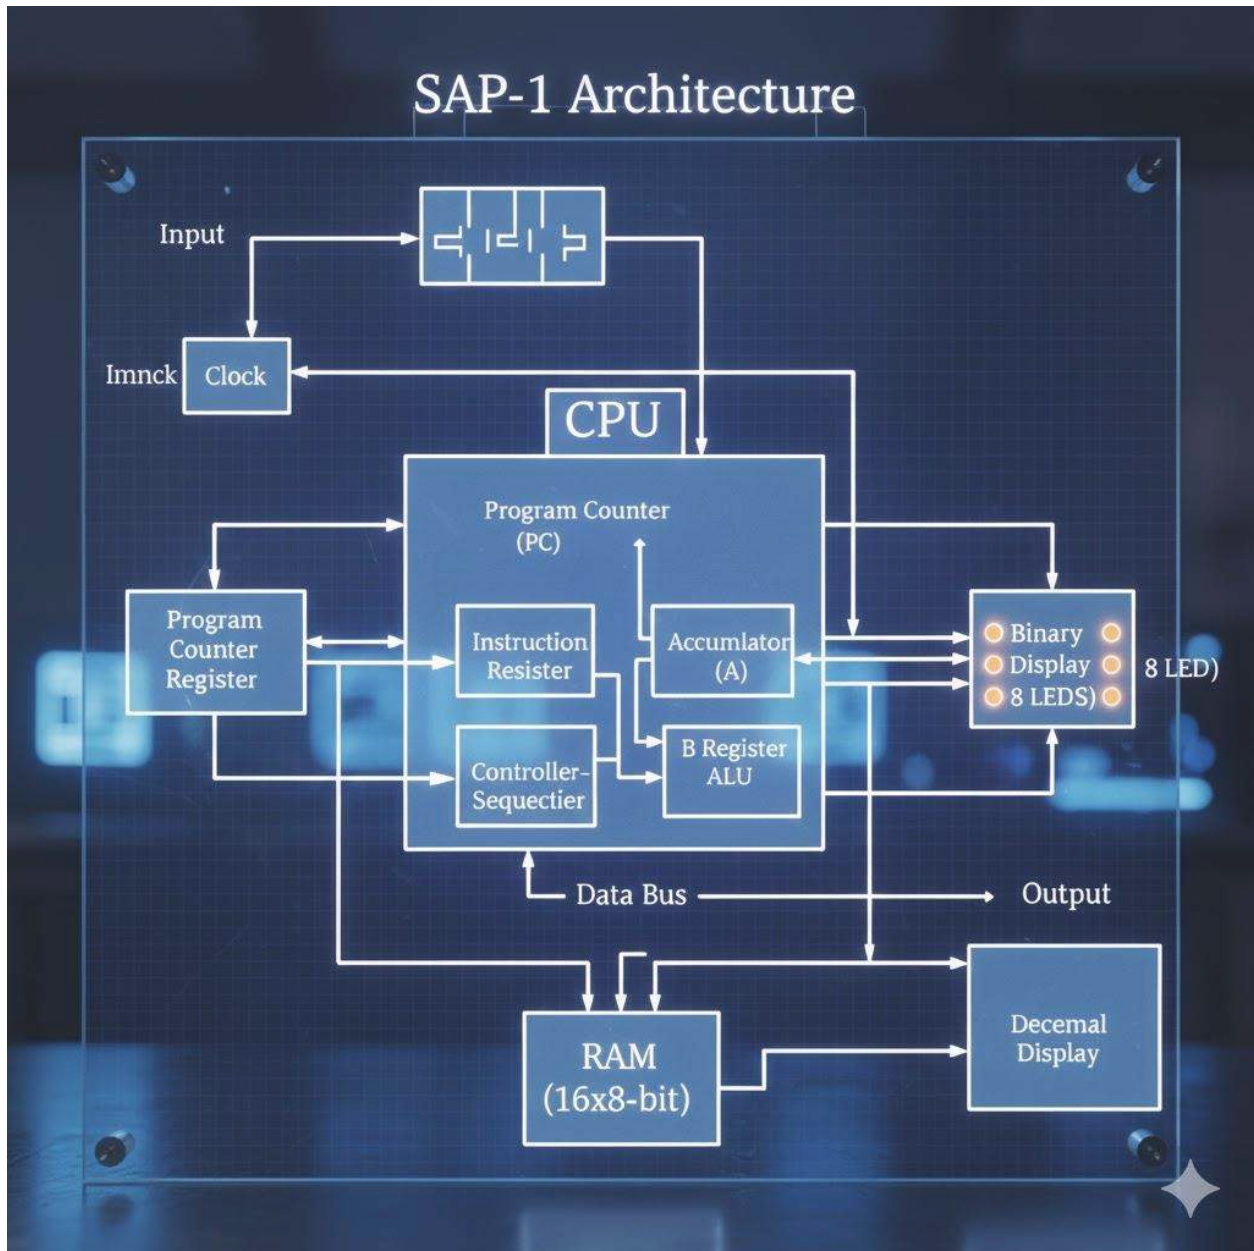 SAP-1 Architecture
Input
Imnck
Clock
CPU
Program Counter
(PC)
Program
Counter
Register
Instruction
Resister
Accumlator
(A)
Controller-
Sequectier
B Register
ALU
Binary
Display
8 LEDS)
8 LED)
Data Bus
Output
RAM
(16x8-bit)
Decemal
Display